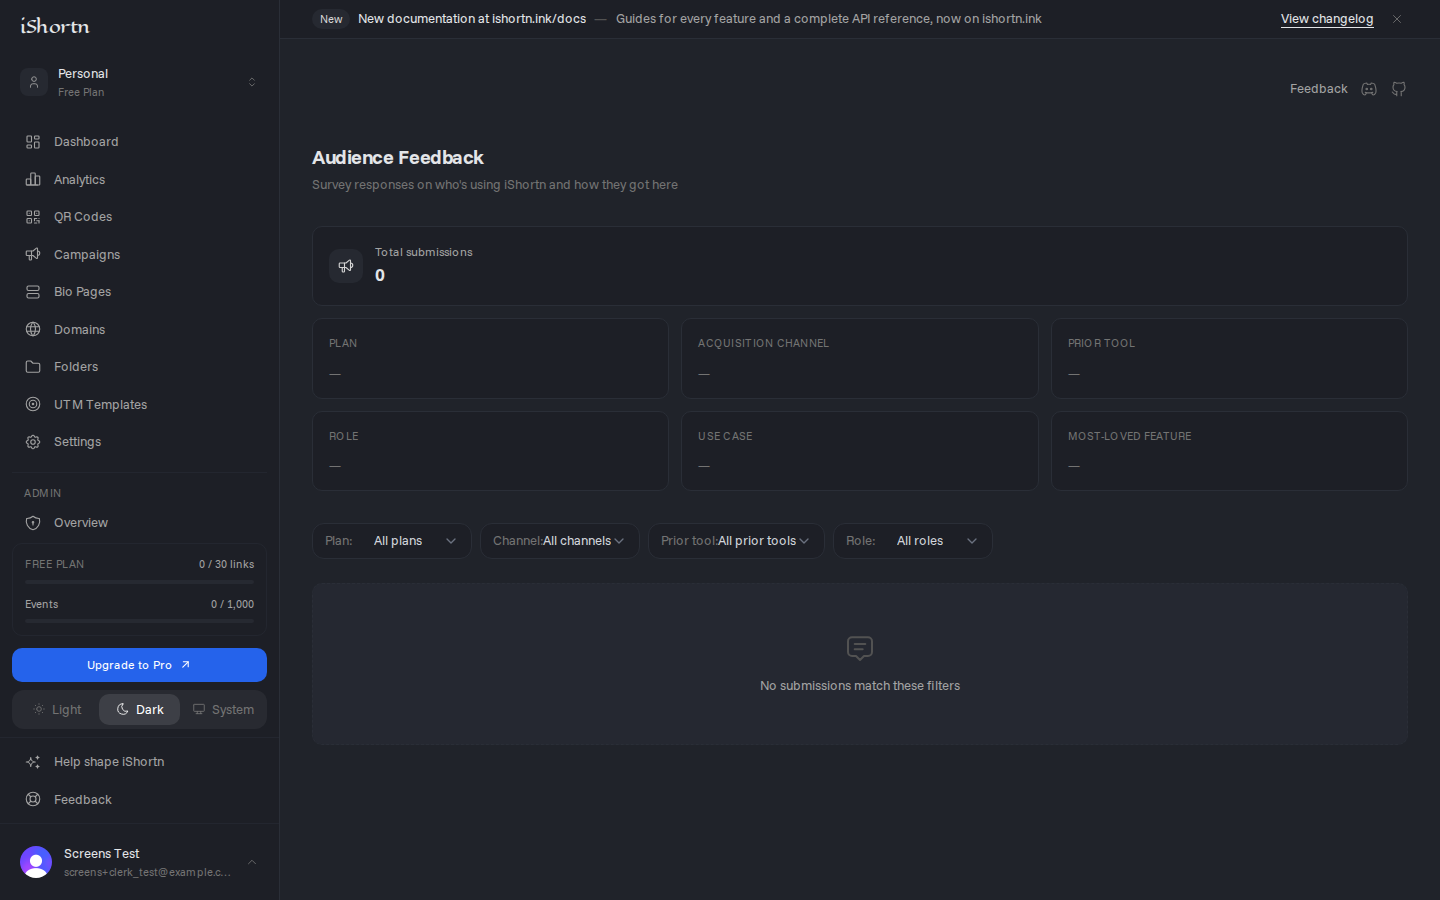 iShortn
Personal
Free Plan
Dashboard
Analytics
QR Codes
Campaigns
Bio Pages
Domains
Folders
UTM Templates
Settings
ADMIN
Overview
FREE PLAN 0 / 30 links
Events 0 / 1,000
Upgrade to Pro
Light Dark System
Help shape iShortn
Feedback
Screens Test
screens+clerk_test@example.c...
New New documentation at ishortn.ink/docs — Guides for every feature and a complete API reference, now on ishortn.ink View changelog
Feedback
Audience Feedback
Survey responses on who's using iShortn and how they got here
Total submissions
0
PLAN ACQUISITION CHANNEL PRIOR TOOL
— — —
ROLE USE CASE MOST-LOVED FEATURE
— — —
Plan: All plans Channel: All channels Prior tool: All prior tools Role: All roles
No submissions match these filters